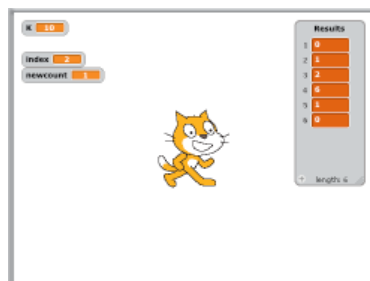 K 10
index 2
newcount 1
Results
1 0
2 1
3 2
4 6
5 1
6 0
+ length: 6